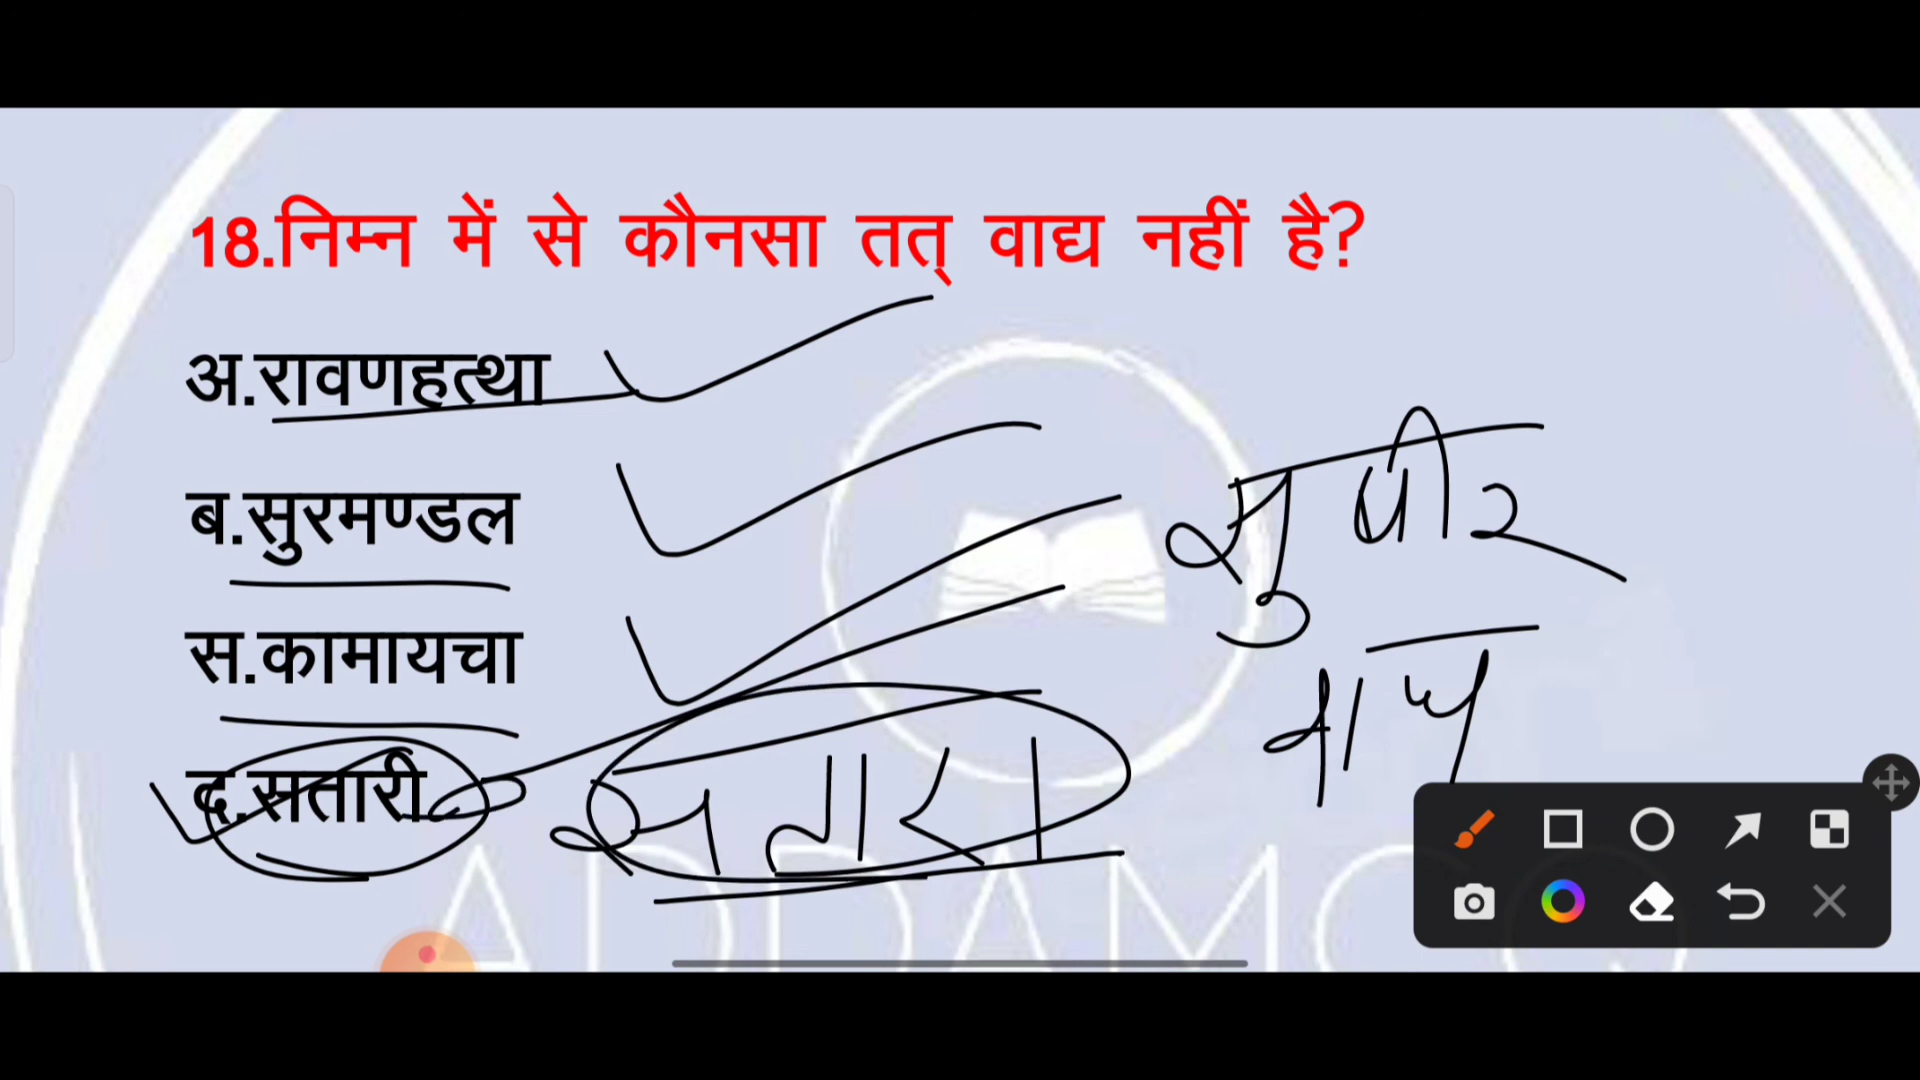 18.निम्न में से कौनसा तत् वाद्य नहीं है?
अ.रावणहत्था
ब.सुरमण्डल
स.कामायचा
द.सतारी
सतारा